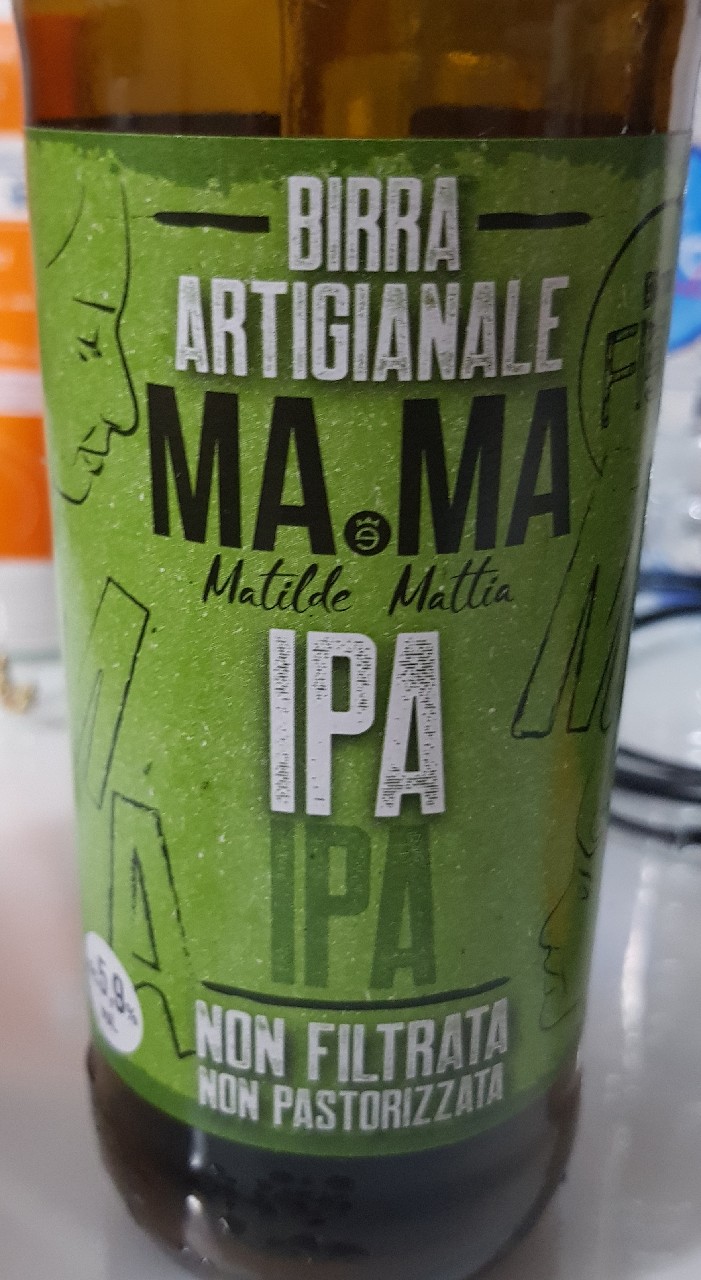 BIRRA
ARTIGIANALE
MA MA
Matilde Mattia
IPA
IPA
5,9%
NON FILTRATA
NON PASTORIZZATA